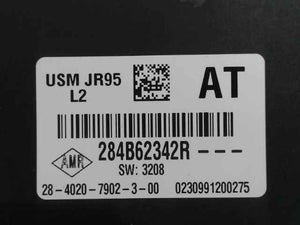 USM JR95 AT
L2
284B62342R - - -
AMR SW: 3208
28-4020-7902-3-00 0230991200275